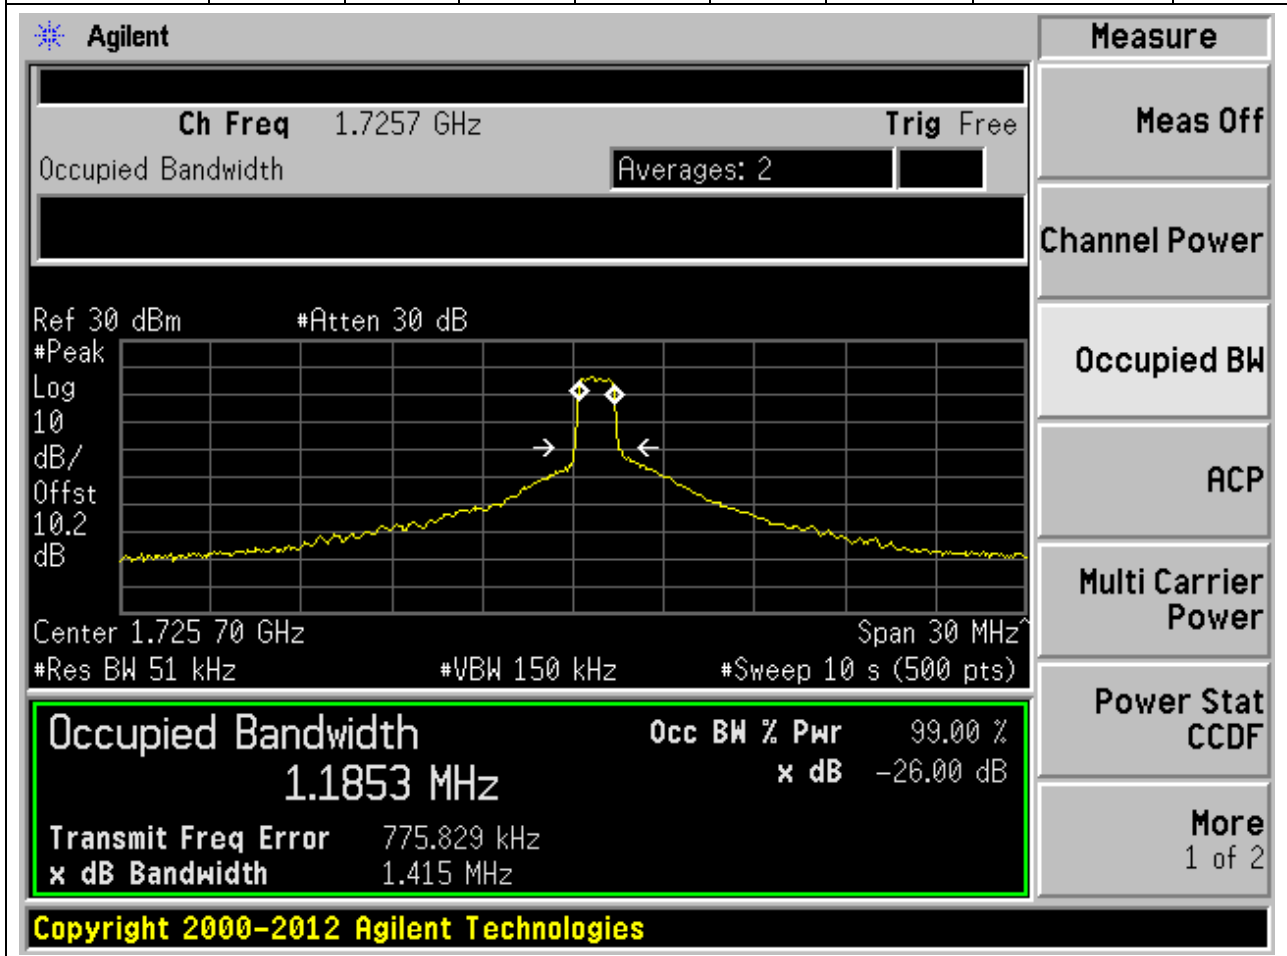 Agilent
Measure
Ch Freq 1.7257 GHz Trig Free
Meas Off
Occupied Bandwidth Averages: 2
Channel Power
Ref 30 dBm #Atten 30 dB
#Peak
Log
10
dB/
Offst
10.2
dB
Occupied BW
ACP
Center 1.725 70 GHz Span 30 MHz^
#Res BW 51 kHz #VBW 150 kHz #Sweep 10 s (500 pts)
Multi Carrier
Power
Occupied Bandwidth Occ BW % Pwr 99.00 %
1.1853 MHz x dB -26.00 dB
Transmit Freq Error 775.829 kHz
x dB Bandwidth 1.415 MHz
Power Stat
CCDF
More
1 of 2
Copyright 2000-2012 Agilent Technologies